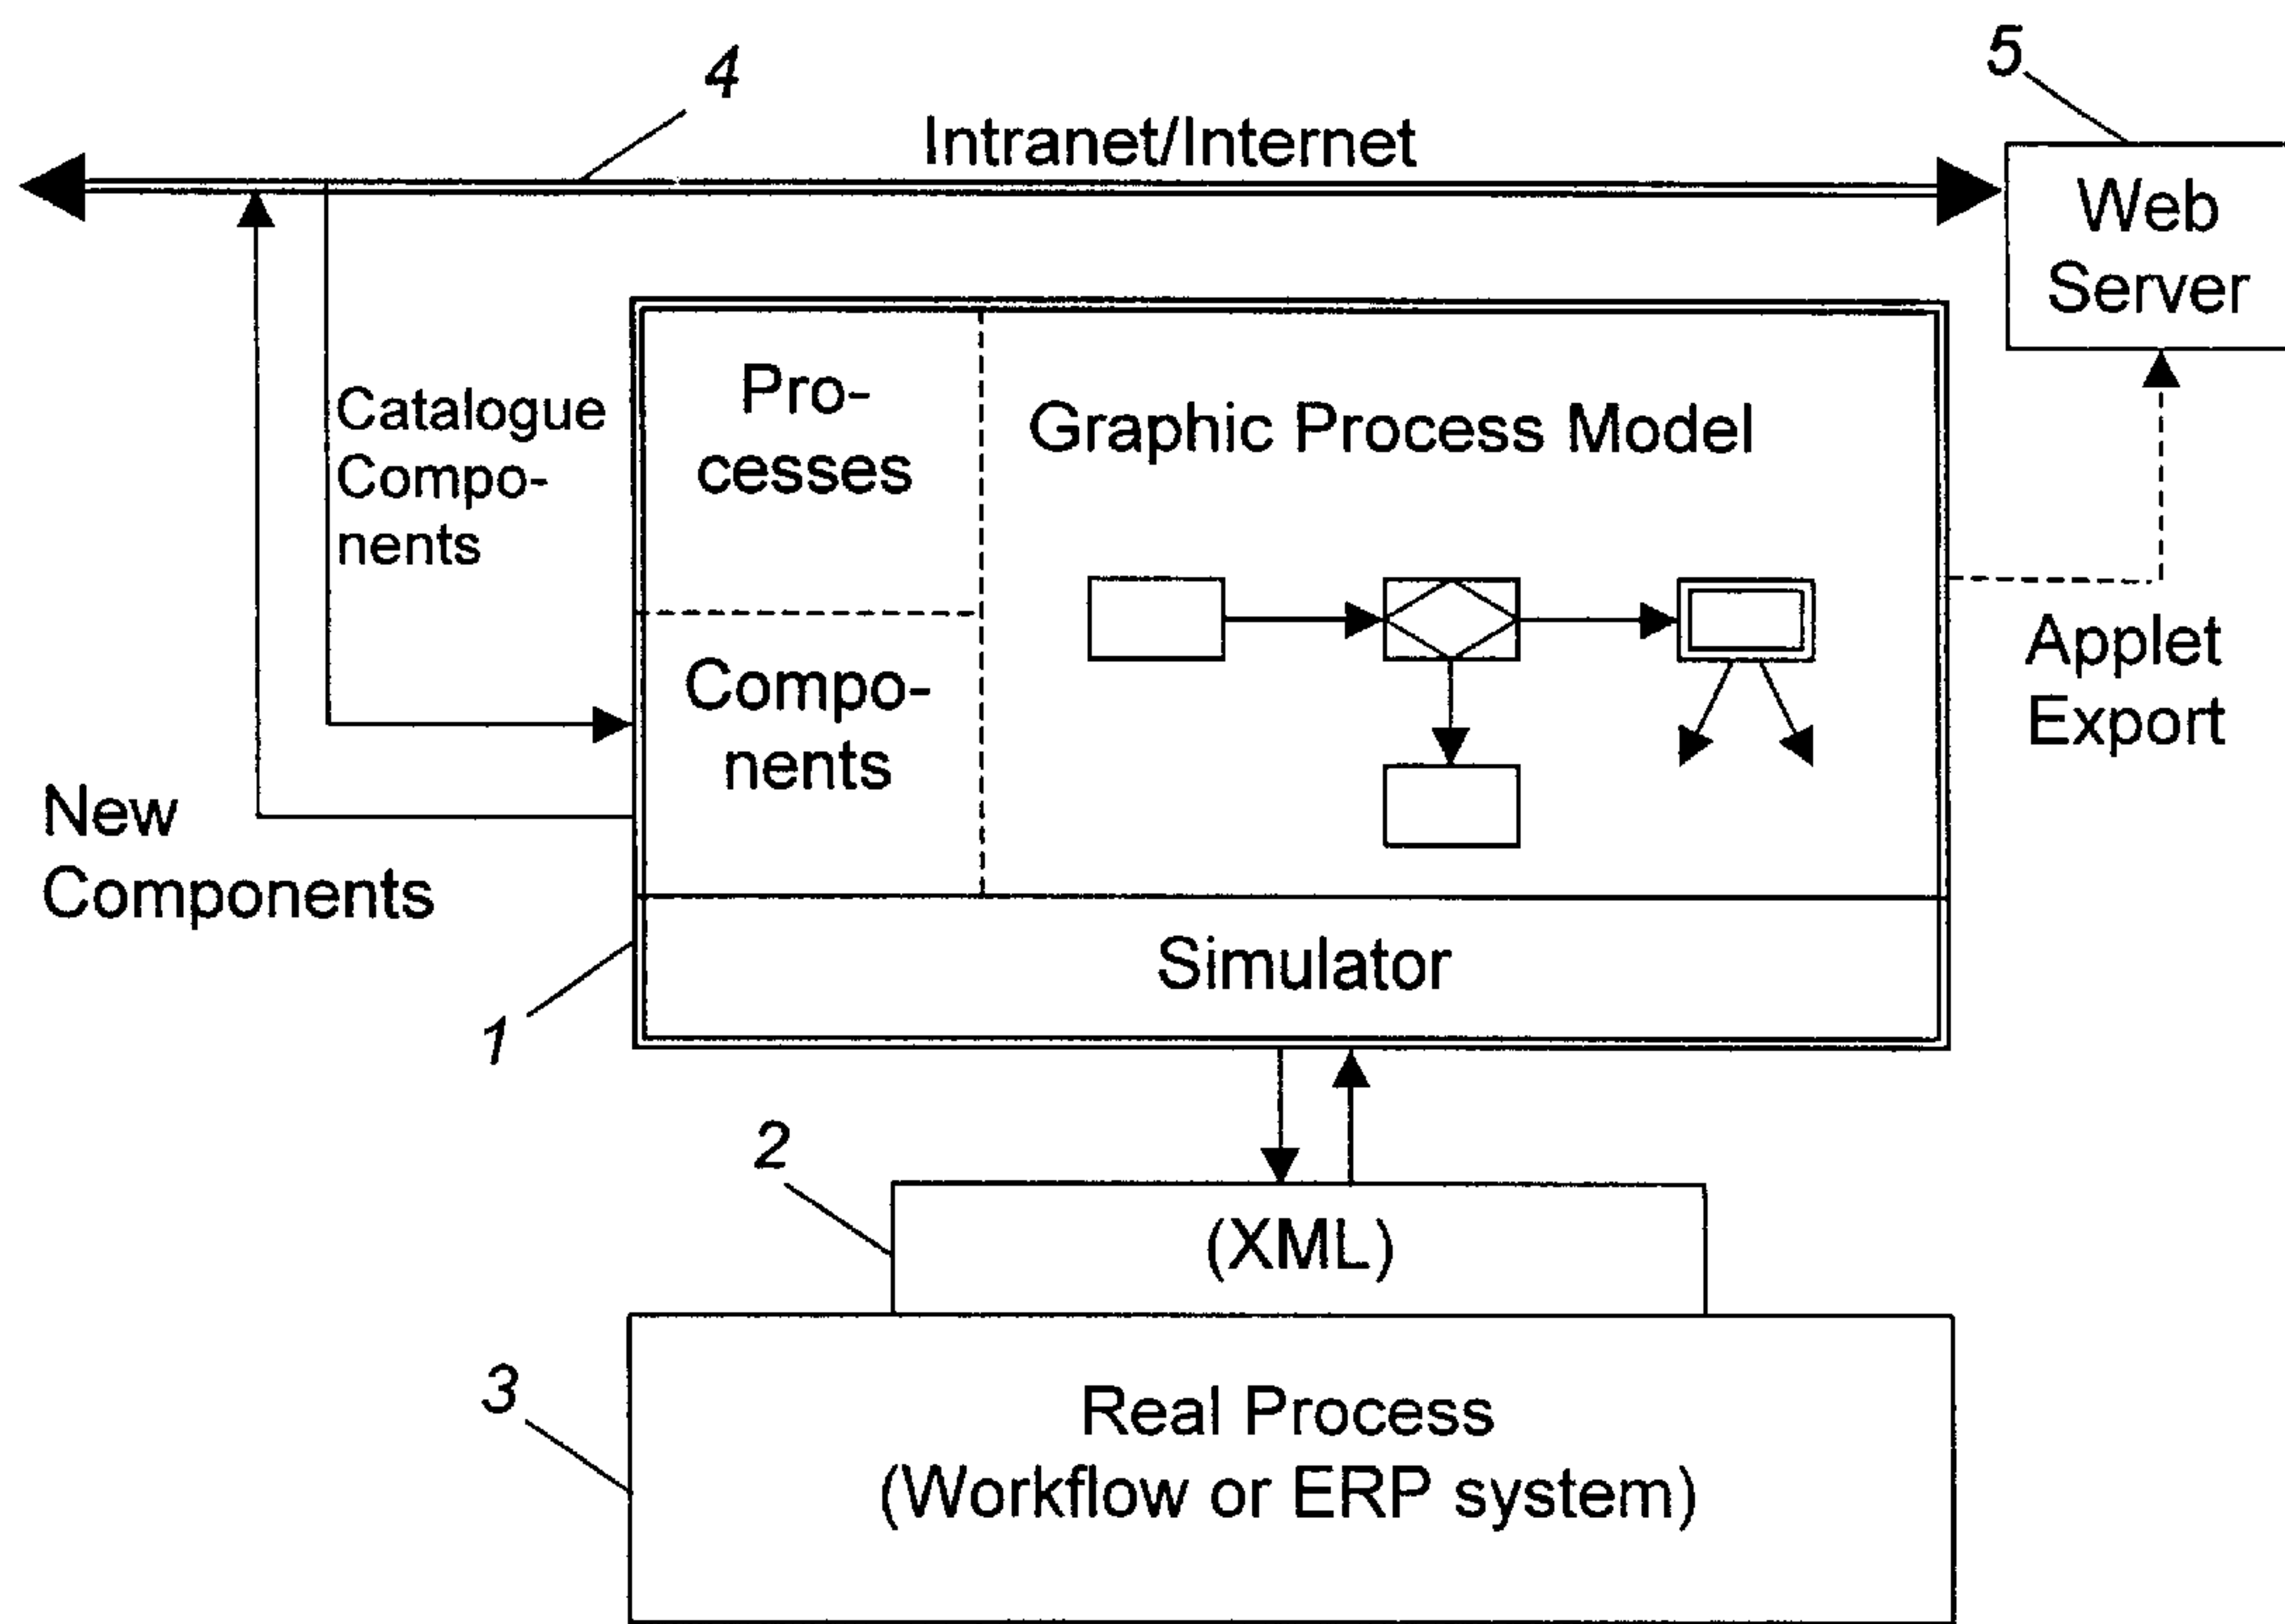 4
5
Intranet/Internet
Web
Server
Catalogue
Compo-
nents
Pro-
cesses
Graphic Process Model
Compo-
nents
Applet
Export
New
Components
Simulator
1
2
(XML)
3
Real Process
(Workflow or ERP system)